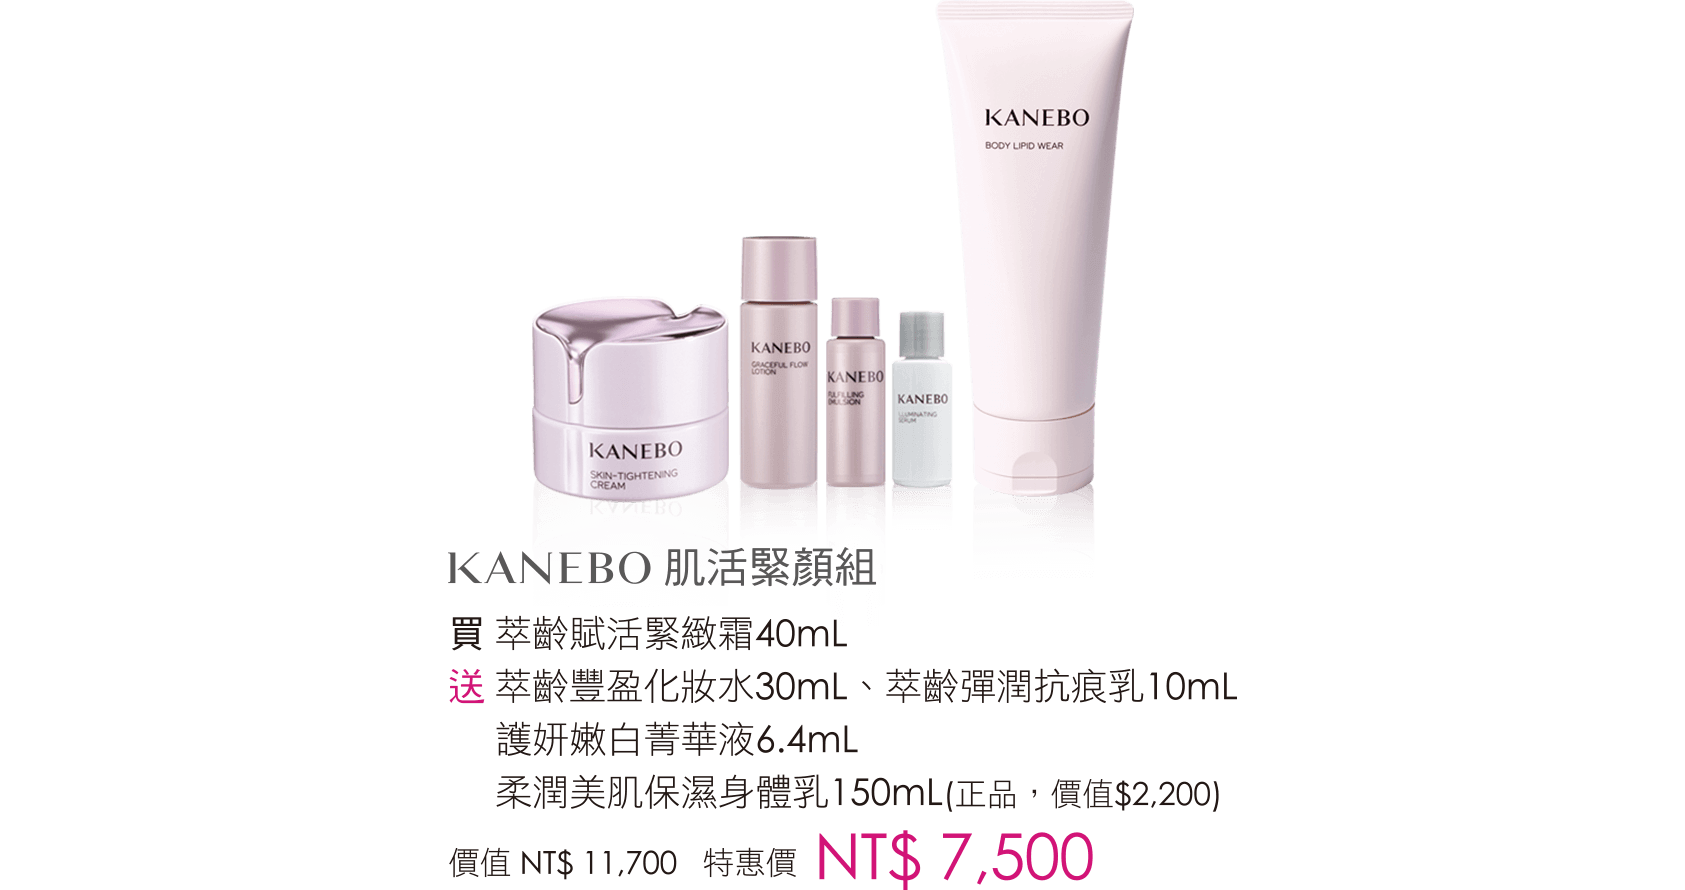 KANEBO
BODY LIPID WEAR
KANEBO
GRACEFUL FLOW
LOTION
KANEBO
FULFILLING
EMULSION
KANEBO
ILLUMINATING
SERUM
KANEBO
SKIN-TIGHTENING
CREAM
KANEBO 肌活緊顏組
買 萃齡賦活緊緻霜40mL
送 萃齡豐盈化妝水30mL、萃齡彈潤抗痕乳10mL
護妍嫩白菁華液6.4mL
柔潤美肌保濕身體乳150mL(正品，價值$2,200)
價值 NT$ 11,700 特惠價 NT$ 7,500